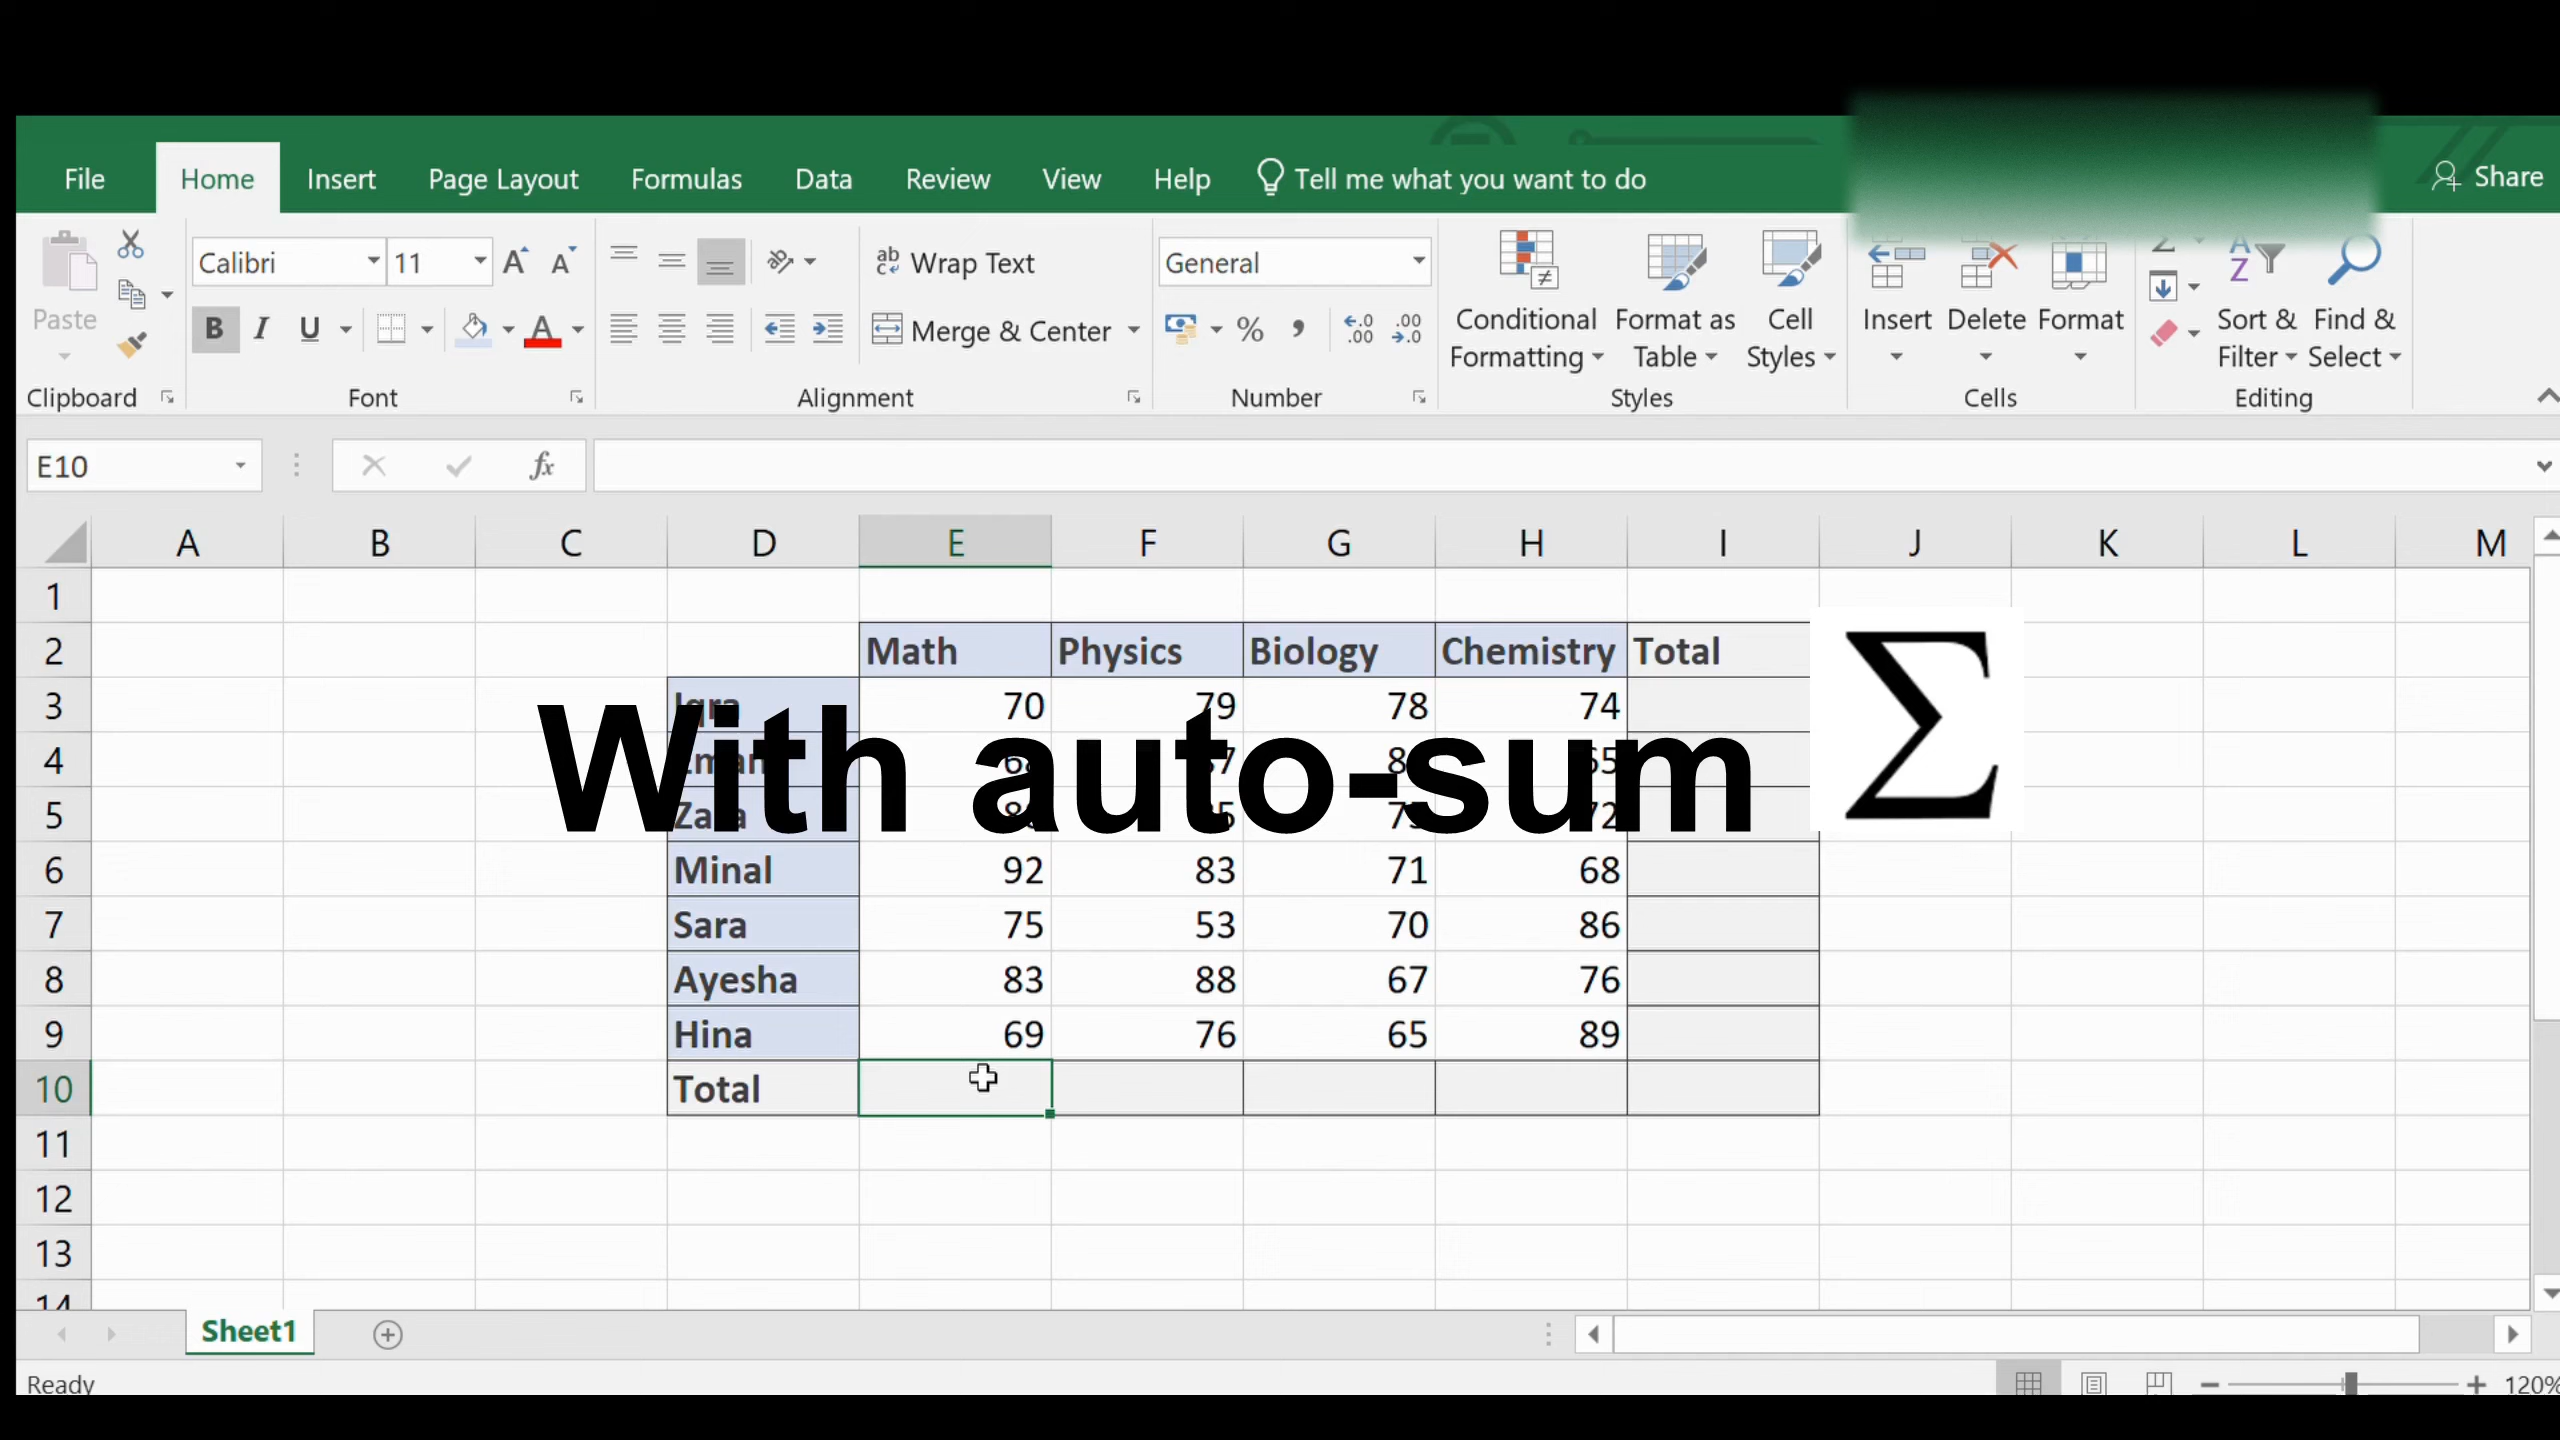 File Home Insert Page Layout Formulas Data Review View Help Tell me what you want to do Share
Calibri 11 Wrap Text General
Paste B I U Merge & Center % Conditional Formatting Format as Table Cell Styles Insert Delete Format Sort & Filter Find & Select
Clipboard Font Alignment Number Styles Cells Editing
E10 fx
A B C D E F G H I J K L M
1
2 Math Physics Biology Chemistry Total
3 Iqra 70 79 78 74
With auto-sum Σ
4
5
6 Minal 92 83 71 68
7 Sara 75 53 70 86
8 Ayesha 83 88 67 76
9 Hina 69 76 65 89
10 Total
11
12
13
14
Sheet1
Ready 120%